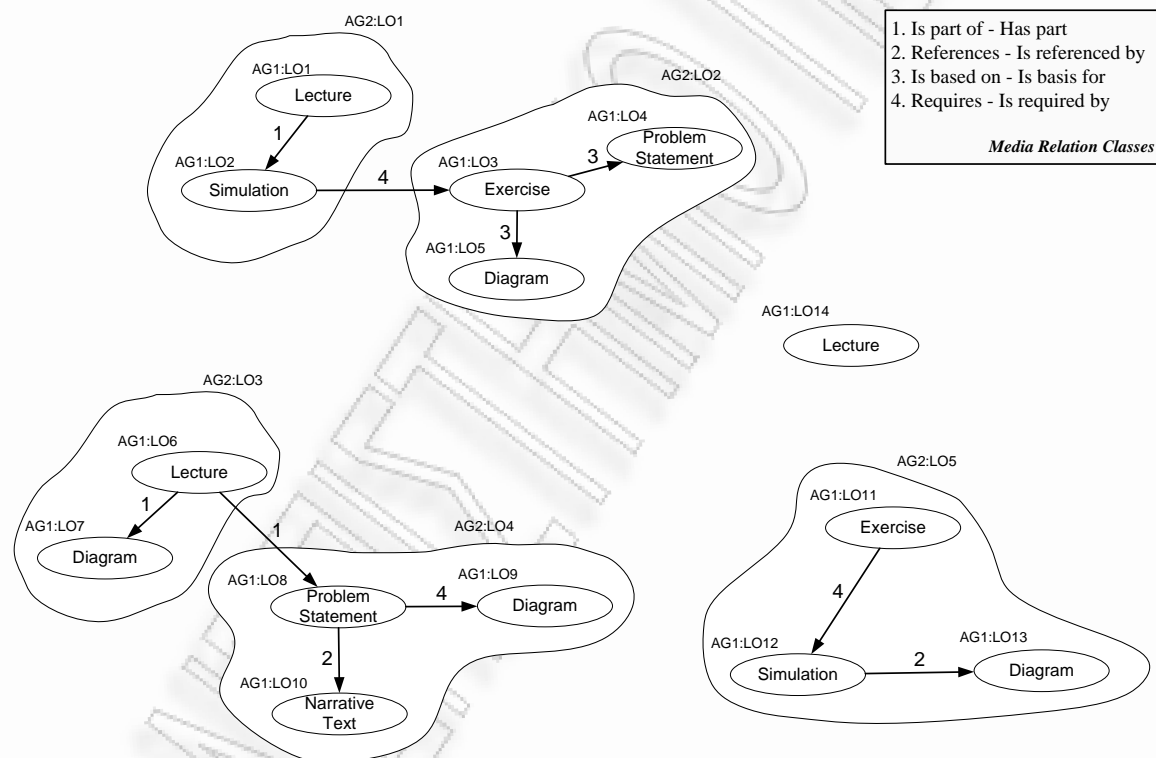 AG2:LO1
1. Is part of - Has part
2. References - Is referenced by
3. Is based on - Is basis for
4. Requires - Is required by
Media Relation Classes
AG1:LO1
Lecture
1
AG1:LO2
Simulation
4
AG2:LO2
AG1:LO4
Problem
Statement
AG1:LO3
Exercise
3
3
AG1:LO5
Diagram
AG1:LO14
Lecture
AG2:LO3
AG1:LO6
Lecture
1
AG1:LO7
Diagram
1
AG2:LO4
AG1:LO8
Problem
Statement
4
AG1:LO9
Diagram
2
AG1:LO10
Narrative
Text
AG2:LO5
AG1:LO11
Exercise
4
AG1:LO12
Simulation
2
AG1:LO13
Diagram